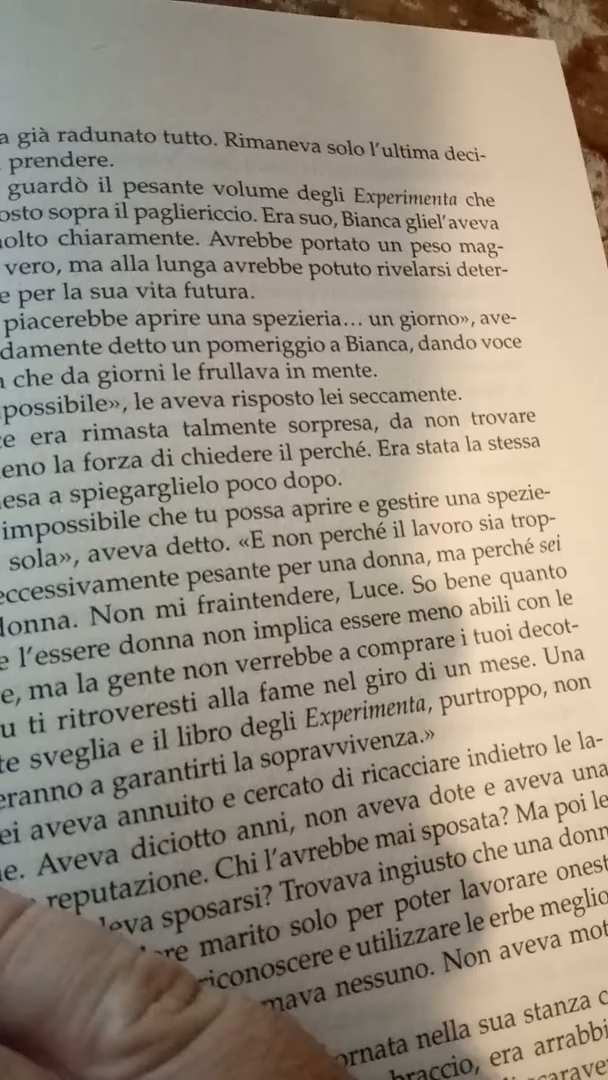 a già radunato tutto. Rimaneva solo l'ultima deci-
prendere.
guardò il pesante volume degli Experimenta che
osto sopra il pagliericcio. Era suo, Bianca gliel'aveva
olto chiaramente. Avrebbe portato un peso mag-
vero, ma alla lunga avrebbe potuto rivelarsi deter-
e per la sua vita futura.
piacerebbe aprire una spezieria... un giorno», ave-
damente detto un pomeriggio a Bianca, dando voce
a che da giorni le frullava in mente.
possibile», le aveva risposto lei seccamente.
ce era rimasta talmente sorpresa, da non trovare
eno la forza di chiedere il perché. Era stata la stessa
esa a spiegarglielo poco dopo.
impossibile che tu possa aprire e gestire una spezie-
sola», aveva detto. «E non perché il lavoro sia trop-
eccessivamente pesante per una donna, ma perché sei
donna. Non mi fraintendere, Luce. So bene quanto
e l'essere donna non implica essere meno abili con le
e, ma la gente non verrebbe a comprare i tuoi decot-
u ti ritroveresti alla fame nel giro di un mese. Una
te sveglia e il libro degli Experimenta, purtroppo, non
eranno a garantirti la sopravvivenza.»
ei aveva annuito e cercato di ricacciare indietro le la-
e. Aveva diciotto anni, non aveva dote e aveva una
reputazione. Chi l'avrebbe mai sposata? Ma poi le
leva sposarsi? Trovava ingiusto che una donn
re marito solo per poter lavorare onest
riconoscere e utilizzare le erbe meglio
mava nessuno. Non aveva mot
ornata nella sua stanza c
braccio, era arrabbi
carave